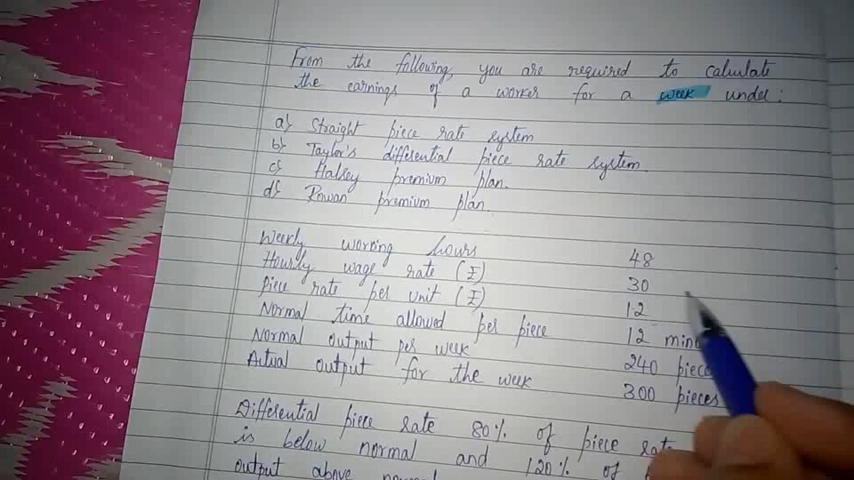 From the following, you are required to calculate
the earnings of a worker for a week under:
a) Straight piece rate system
b) Taylor's differential piece rate system.
c) Halsey premium plan.
d) Rowan premium plan.
Weekly working hours 48
Hourly wage rate (₹) 30
Piece rate per unit (₹) 12
Normal time allowed per piece 12
Normal output per week 240
Actual output for the week 300 pieces
Differential piece rate 80% of piece
is below normal and 120% of
output above